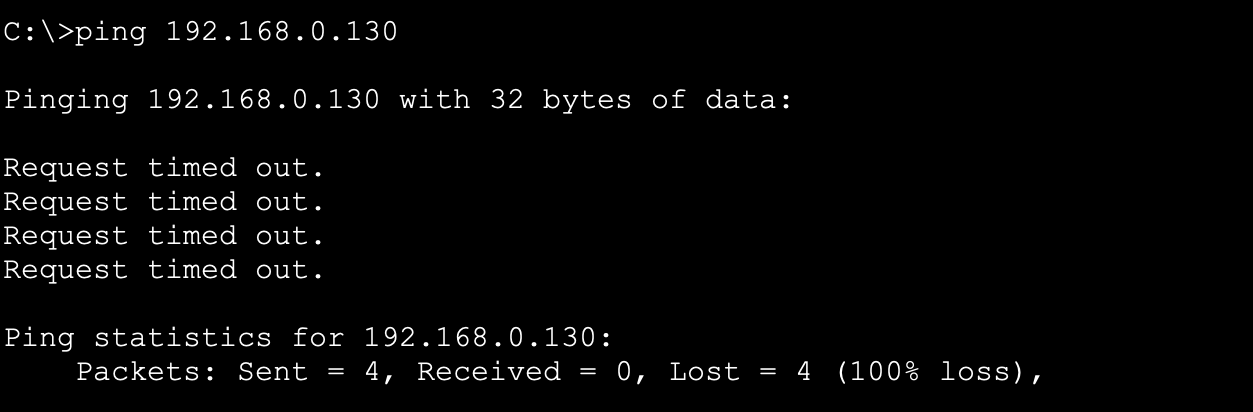 C:\>ping 192.168.0.130
Pinging 192.168.0.130 with 32 bytes of data:
Request timed out.
Request timed out.
Request timed out.
Request timed out.
Ping statistics for 192.168.0.130:
    Packets: Sent = 4, Received = 0, Lost = 4 (100% loss),